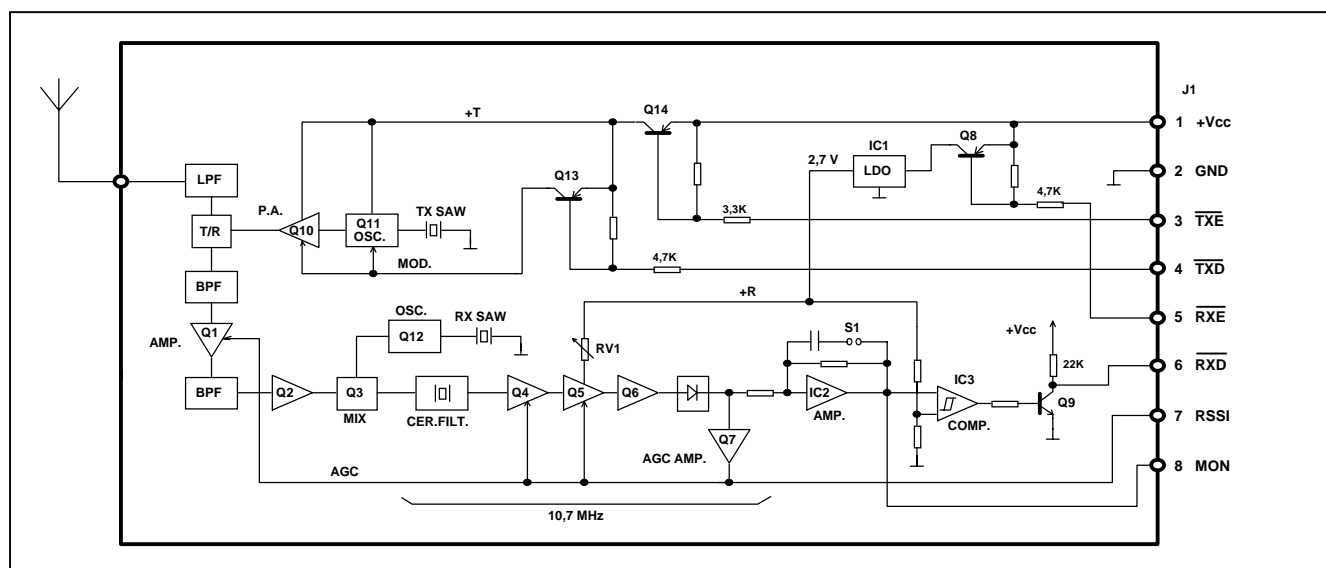 J1
Q14
+T
1 +Vcc
Q8
IC1
2,7 V
LDO
2 GND
LPF
Q13
4,7K
P.A.
TX SAW
3,3K
3 TXE
T/R
Q10
Q11
OSC.
MOD.
4,7K
4 TXD
BPF
+R
5 RXE
OSC.
Q1
AMP.
Q12
RX SAW
S1
+Vcc
RV1
22K
6 RXD
BPF
Q2
Q3
MIX
CER.FILT.
Q4
Q5
Q6
IC2
AMP.
IC3
COMP.
Q9
7 RSSI
Q7
AGC AMP.
AGC
8 MON
10,7 MHz